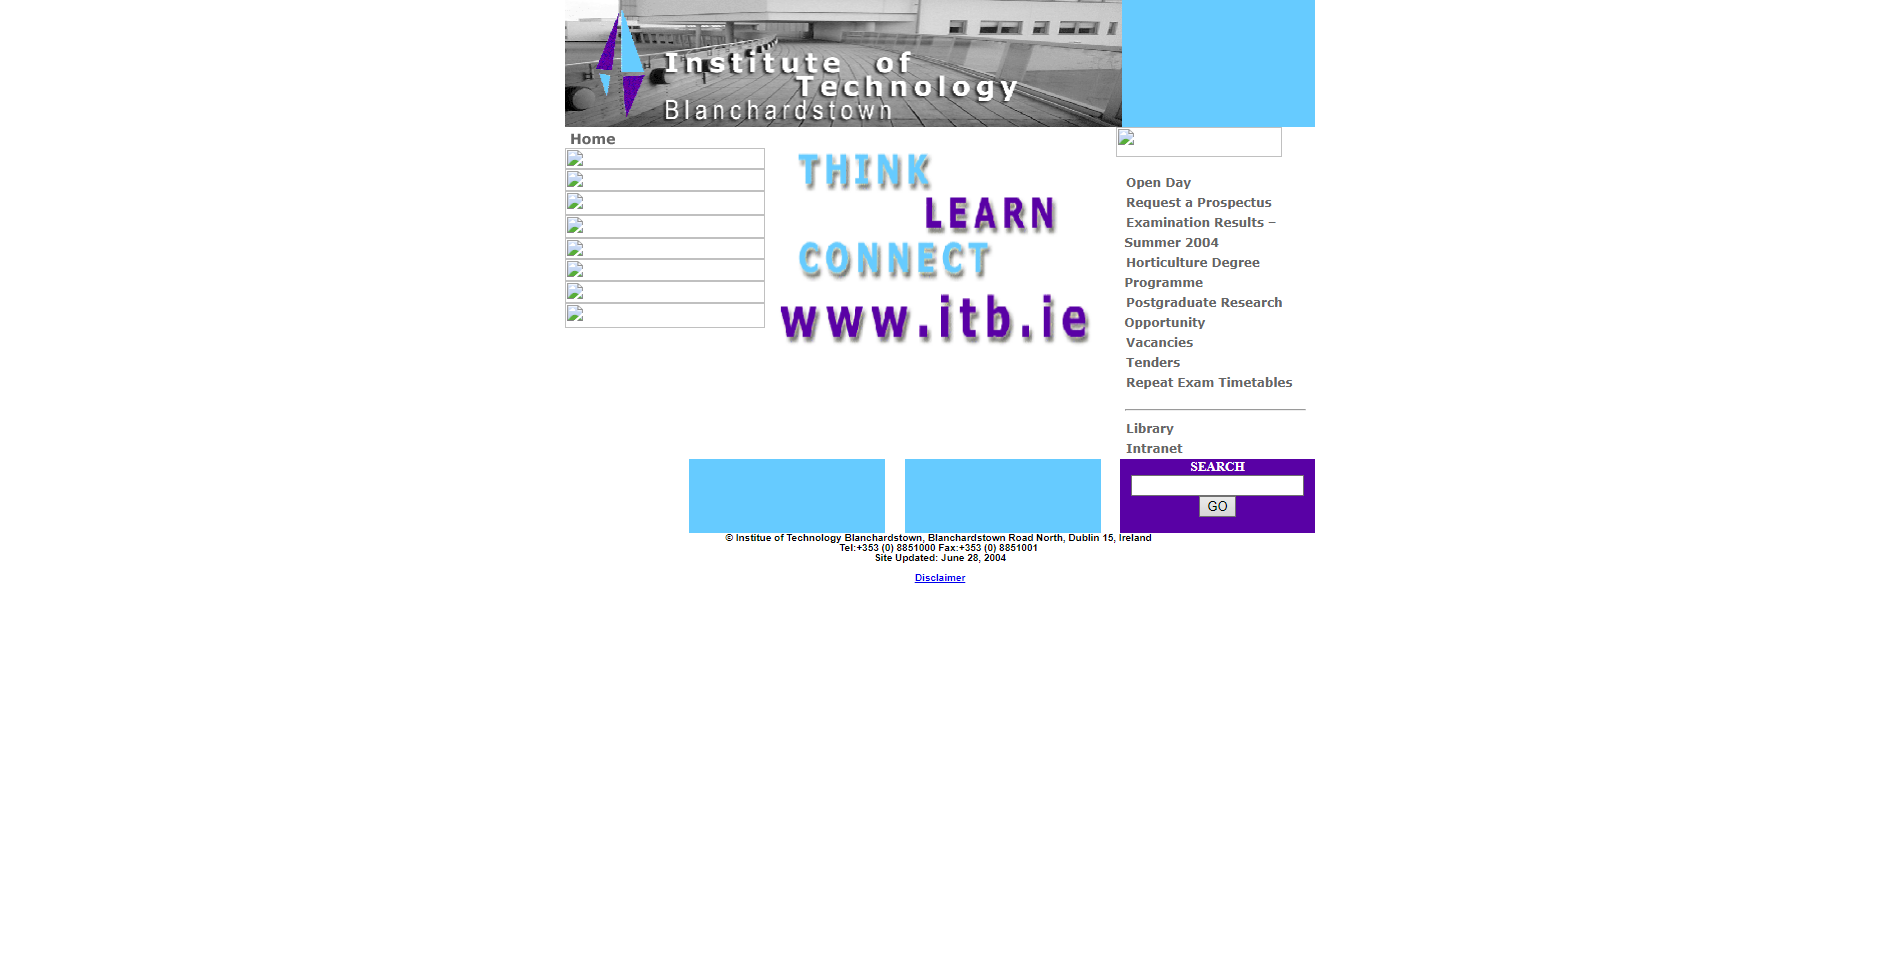 Institute of
Technology
Blanchardstown
Home
THINK
LEARN
CONNECT
www.itb.ie
Open Day
Request a Prospectus
Examination Results –
Summer 2004
Horticulture Degree
Programme
Postgraduate Research
Opportunity
Vacancies
Tenders
Repeat Exam Timetables
Library
Intranet
SEARCH
GO
© Institue of Technology Blanchardstown, Blanchardstown Road North, Dublin 15, Ireland
Tel:+353 (0) 8851000 Fax:+353 (0) 8851001
Site Updated: June 28, 2004
Disclaimer